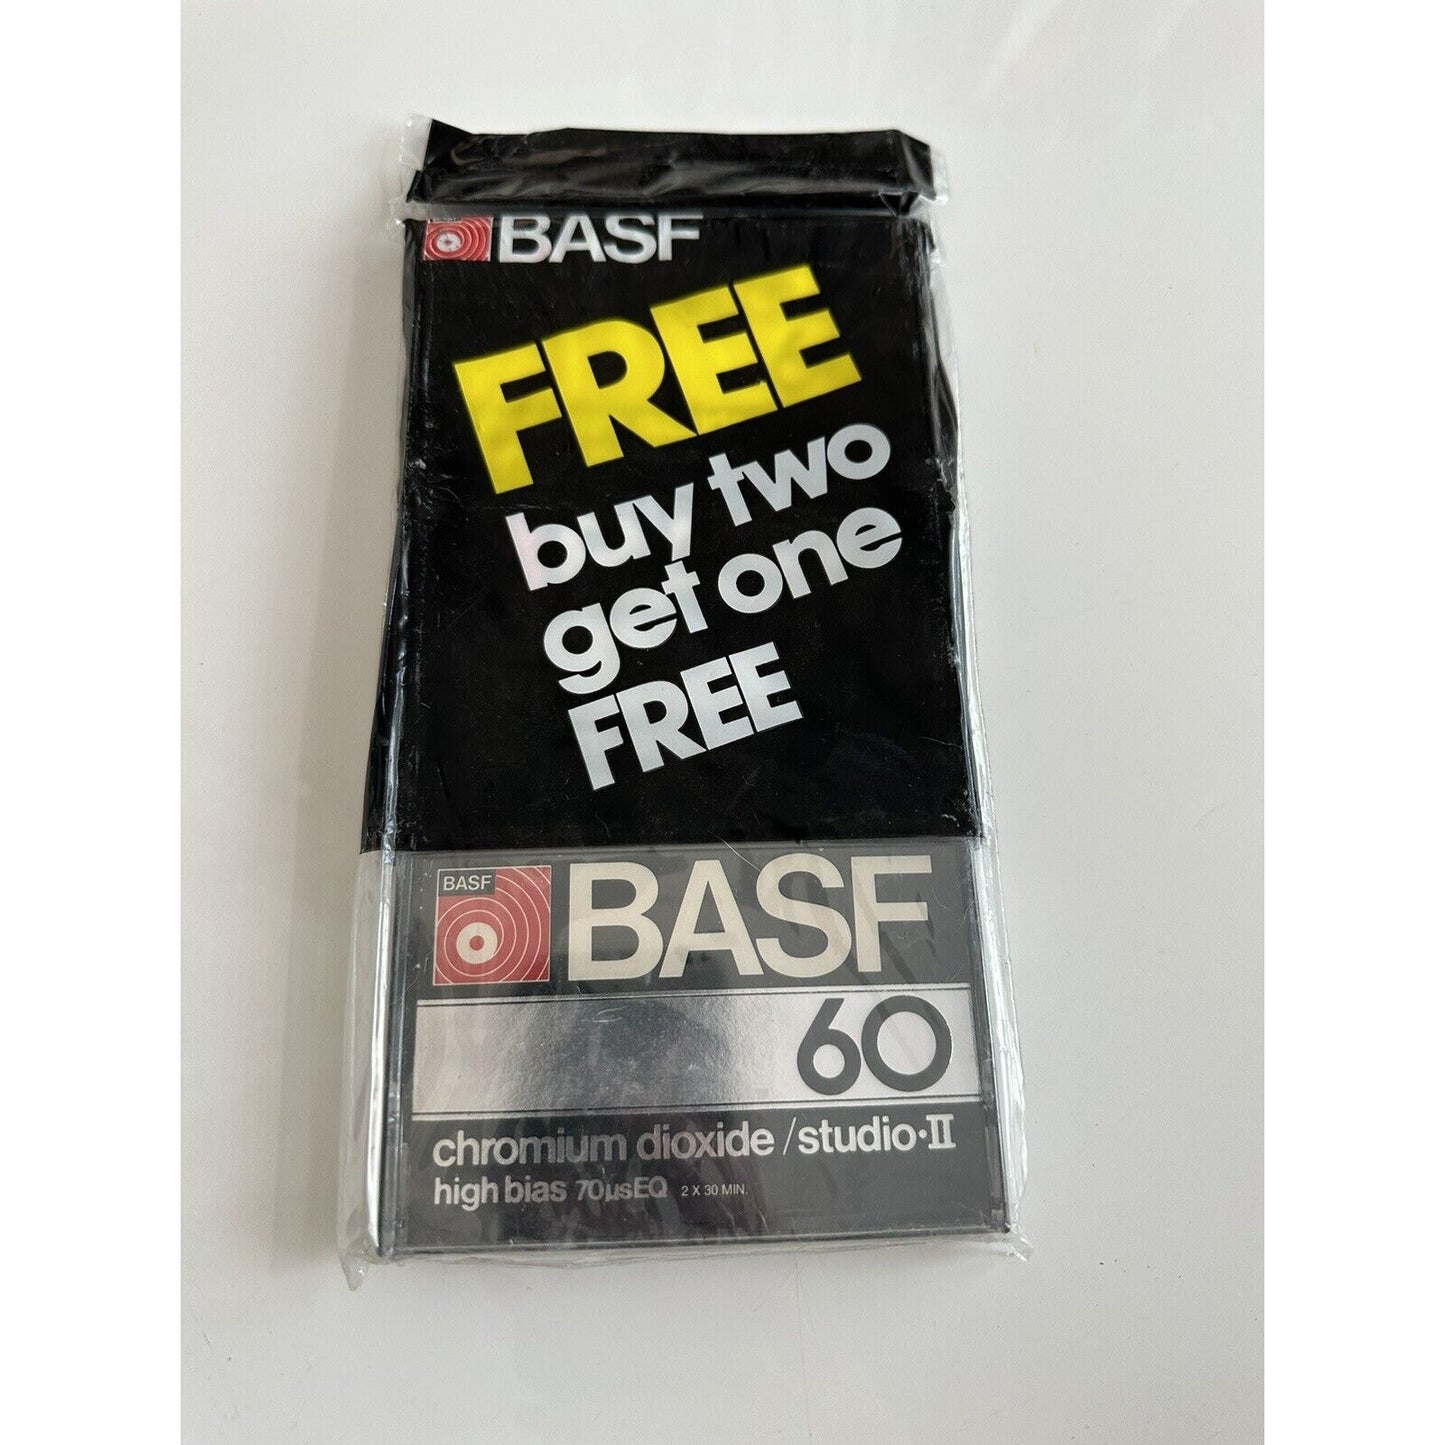 BASF
FREE
buy two
get one
FREE
BASF
BASF
60
chromium dioxide/studio·II
high bias 70µsEQ 2 X 30 MIN.